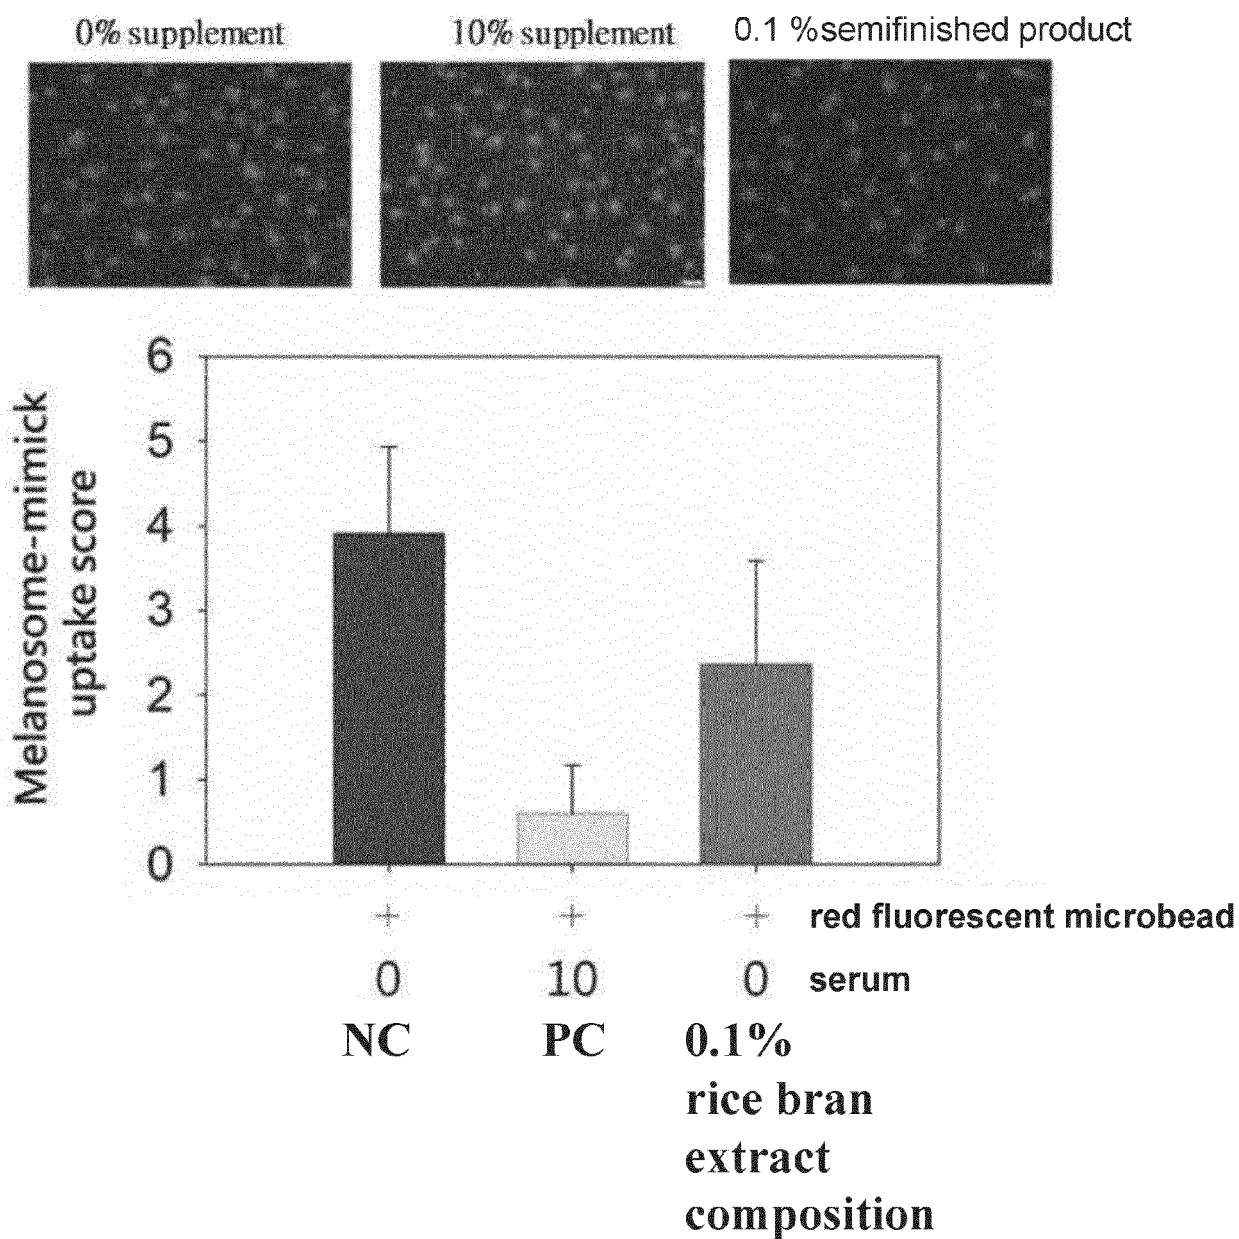 0% supplement
10% supplement
0.1 %semifinished product
Melanosome-mimick
uptake score
6
5
4
3
2
1
0
+ + + red fluorescent microbead
0 10 0 serum
NC PC 0.1%
rice bran
extract
composition